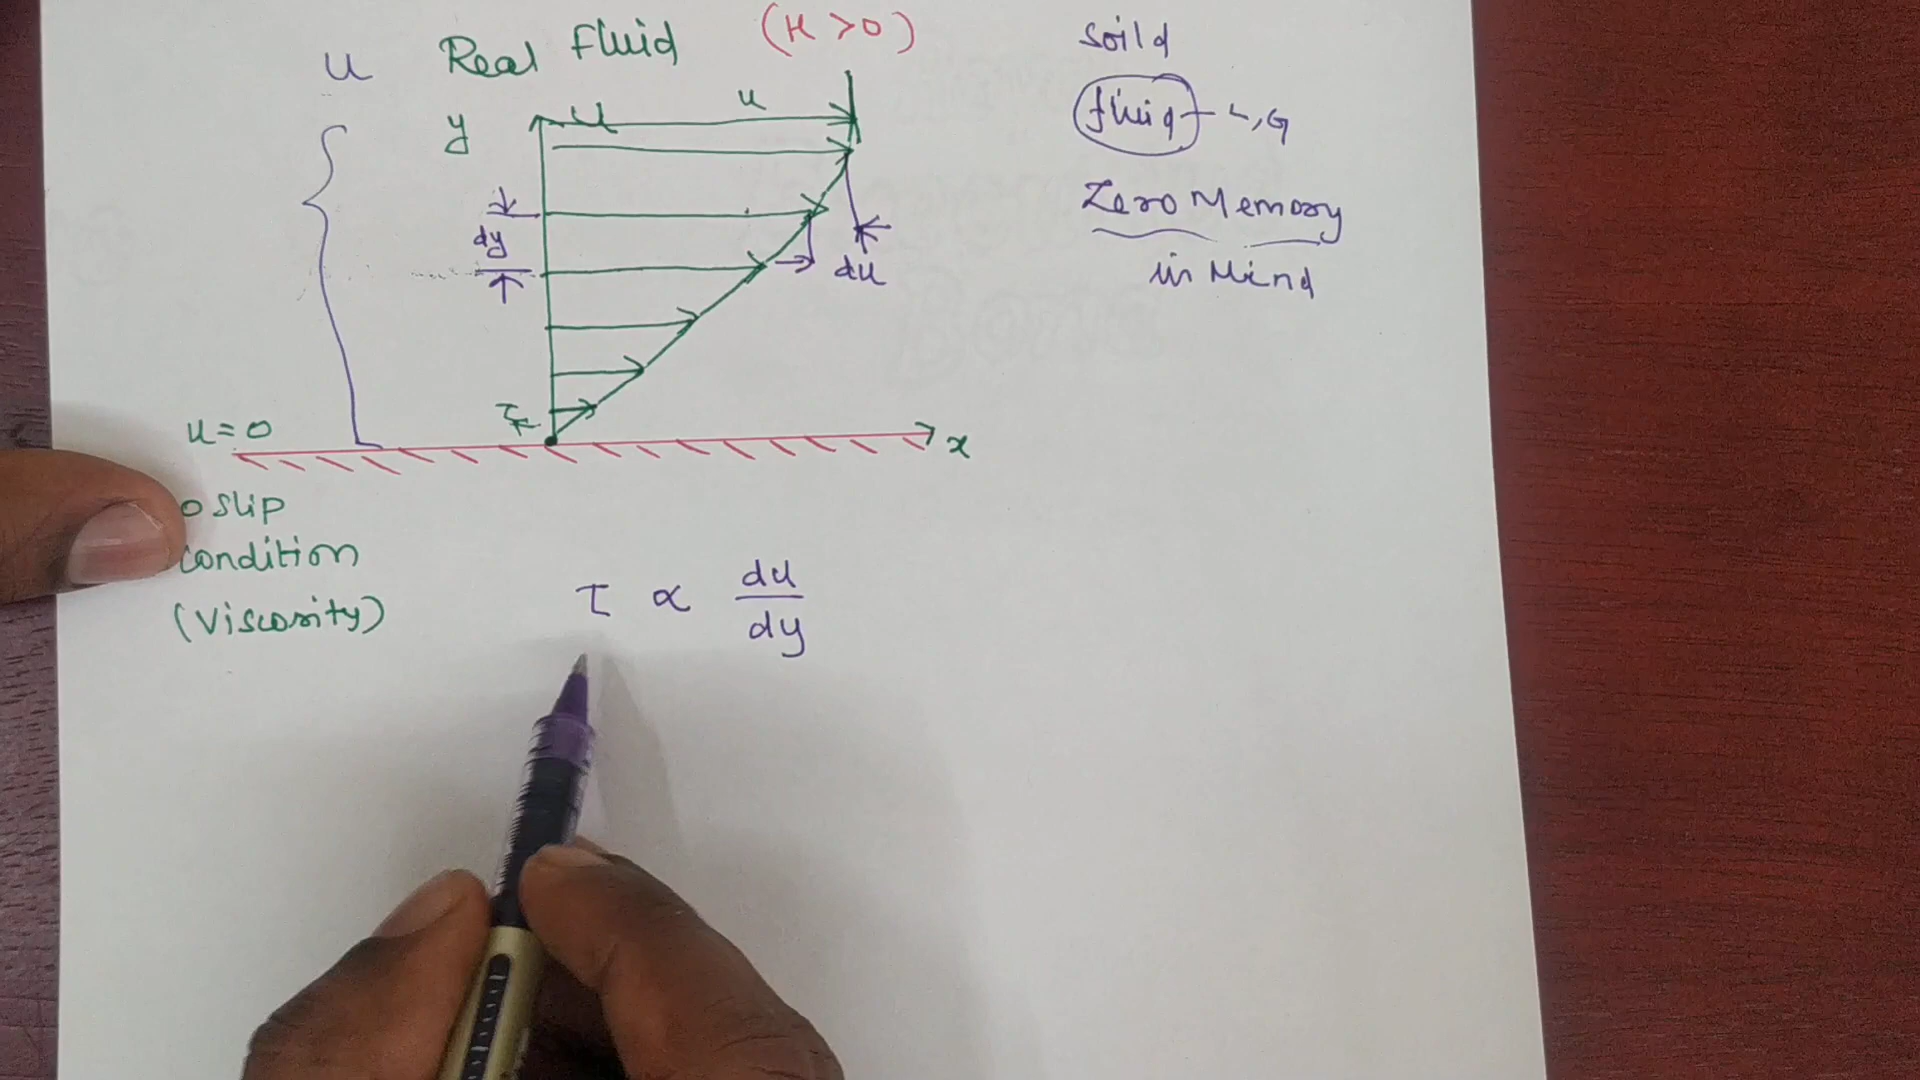 u Real Fluid (μ > 0)
y u u
dy
du
τ
u = 0
x
o slip
condition
(Viscosity)
τ ∝ du/dy
Soild
fluid - L, G
Zero Memory
in Mind